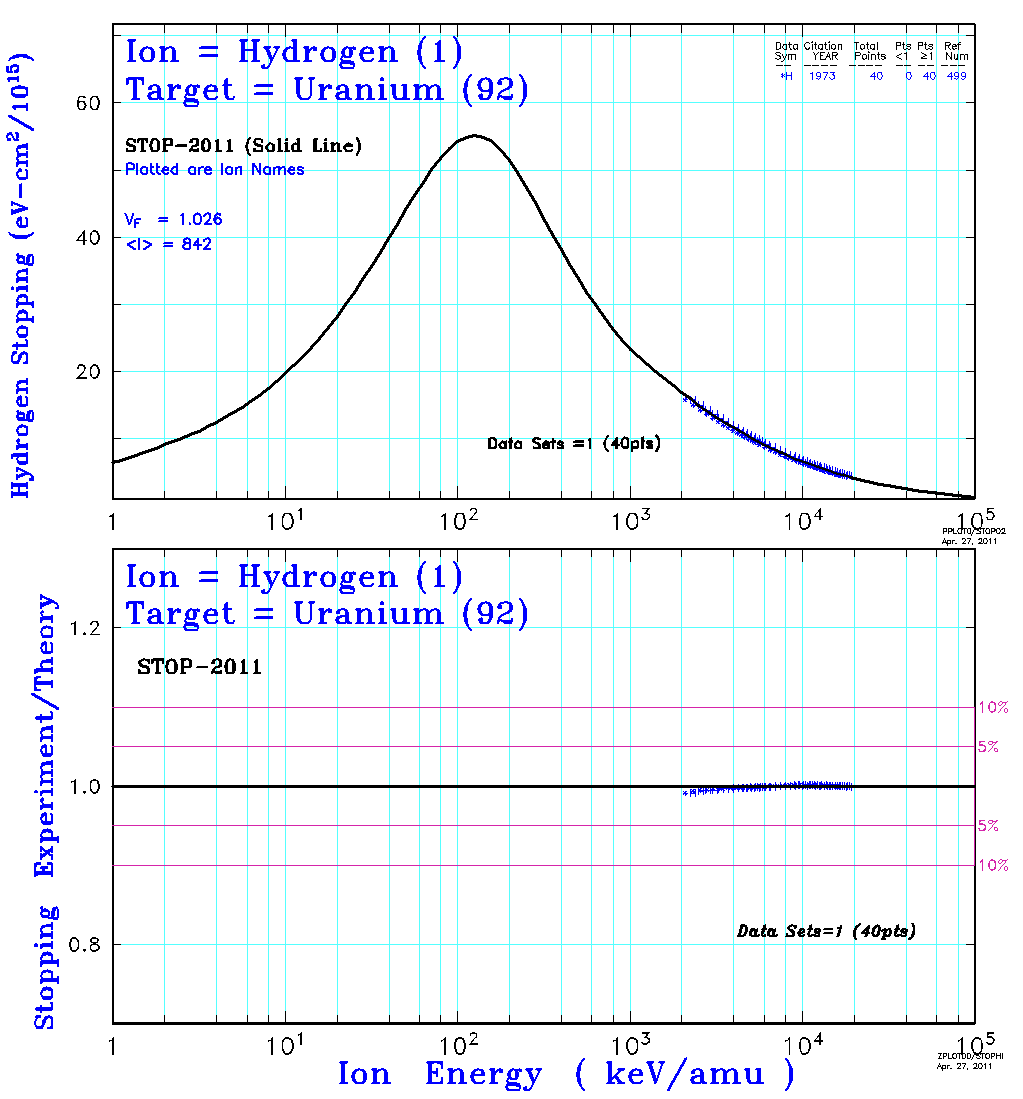 Ion = Hydrogen (1)
Target = Uranium (92)
STOP-2011 (Solid Line)
Plotted are Ion Names
V_F = 1.026
<I> = 842
Data Citation Total Pts Pts Ref
Sym YEAR Points <1 ≥1 Num
*H 1973 40 0 40 499
Hydrogen Stopping (eV-cm²/10¹⁵)
60
40
20
Data Sets =1 (40pts)
1 10¹ 10² 10³ 10⁴ 10⁵
PPLOT0/STOP02
Apr. 27, 2011
Ion = Hydrogen (1)
Target = Uranium (92)
STOP-2011
Stopping Experiment/Theory
1.2
1.0
0.8
10%
5%
5%
10%
Data Sets=1 (40pts)
1 10¹ 10² 10³ 10⁴ 10⁵
Ion Energy ( keV/amu )
Apr. 27, 2011